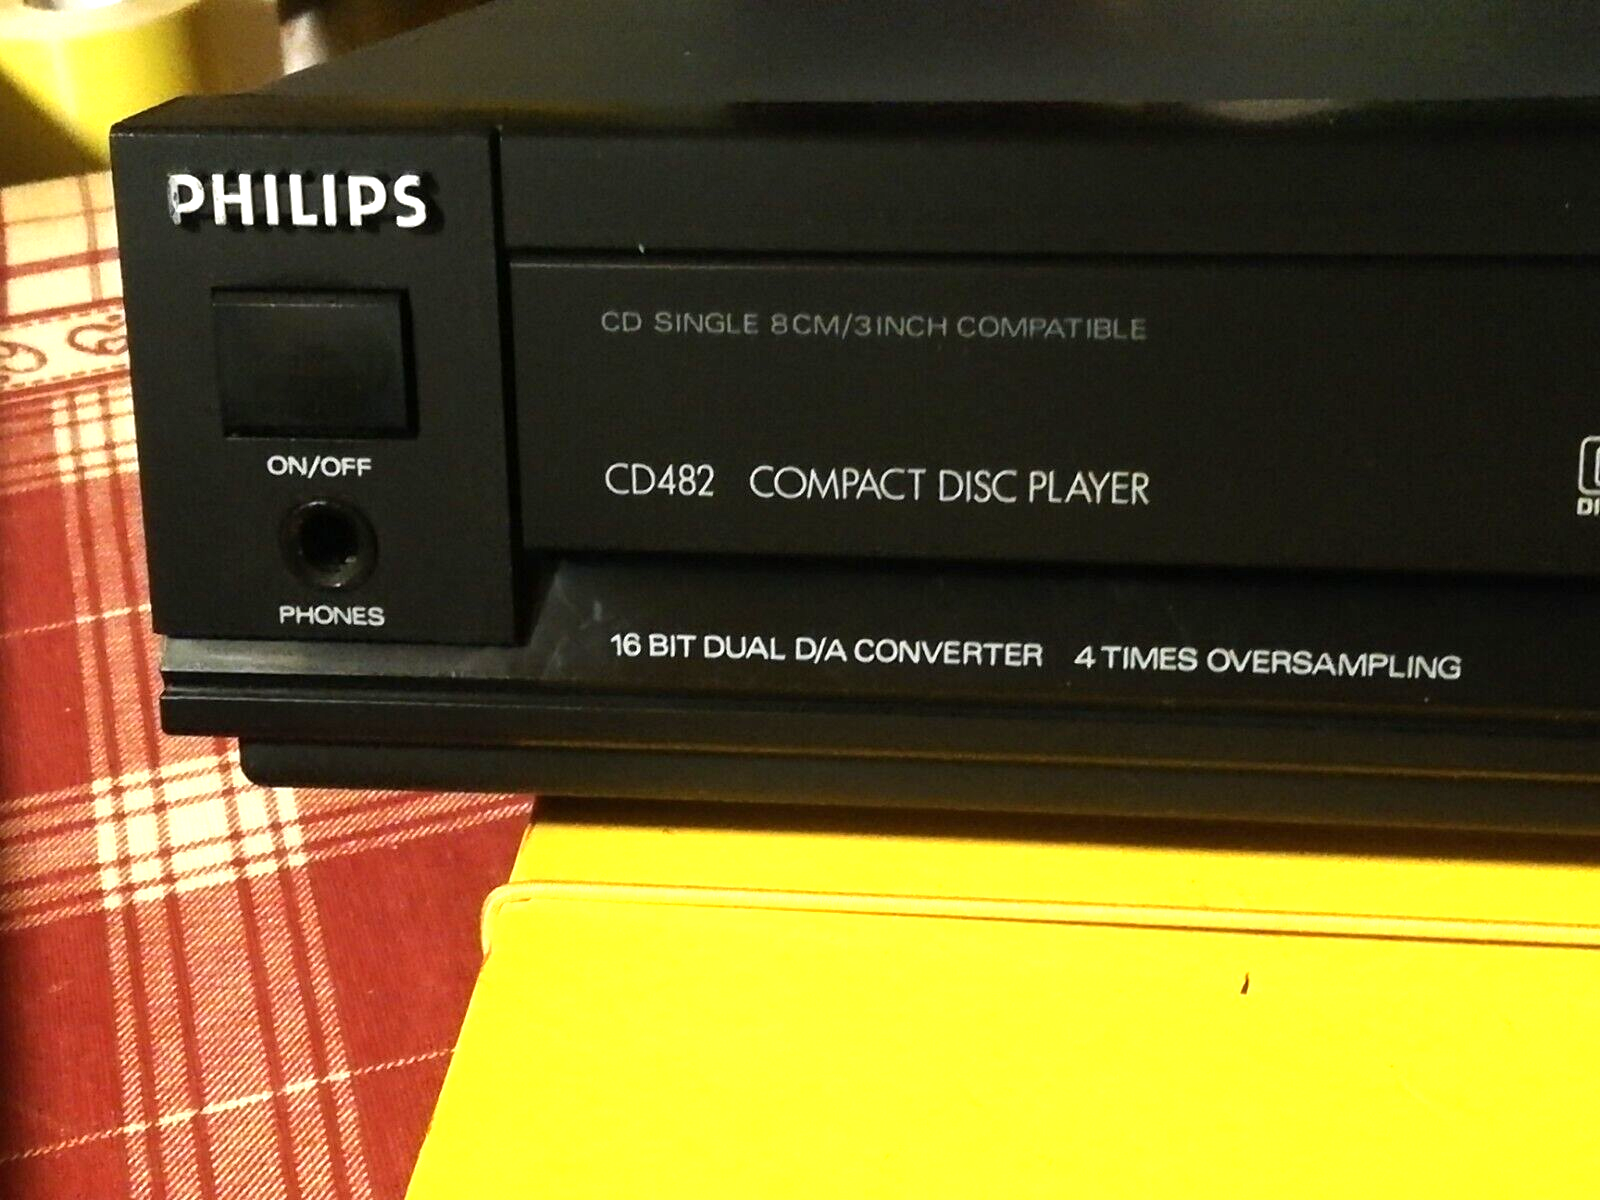 PHILIPS
CD SINGLE 8CM/3INCH COMPATIBLE
ON/OFF
CD482 COMPACT DISC PLAYER
PHONES
16 BIT DUAL D/A CONVERTER 4 TIMES OVERSAMPLING